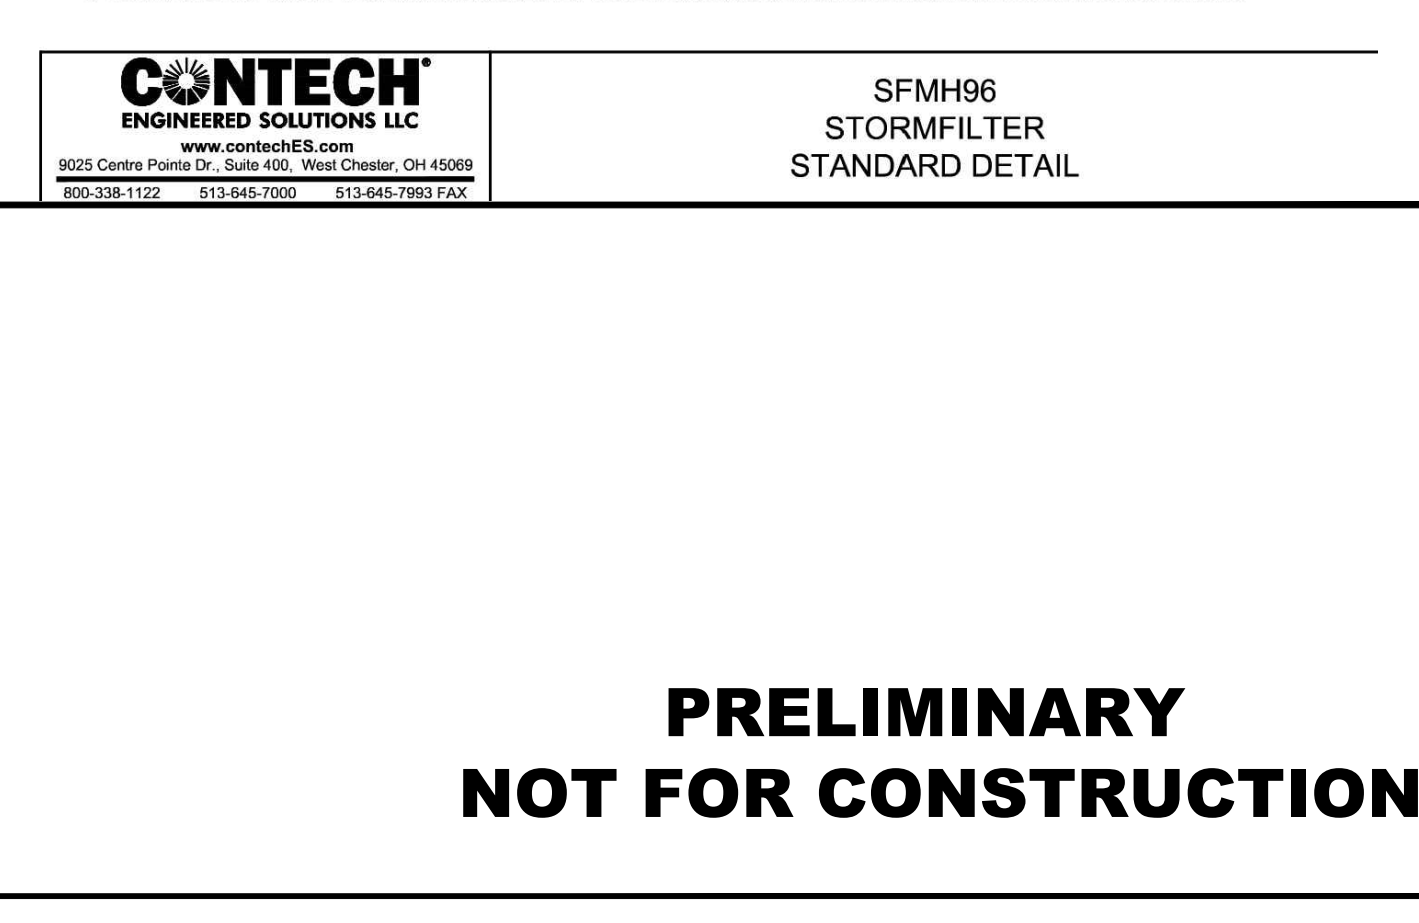 CONTECH®
ENGINEERED SOLUTIONS LLC
www.contechES.com
9025 Centre Pointe Dr., Suite 400, West Chester, OH 45069
800-338-1122 513-645-7000 513-645-7993 FAX
SFMH96
STORMFILTER
STANDARD DETAIL
PRELIMINARY
NOT FOR CONSTRUCTION